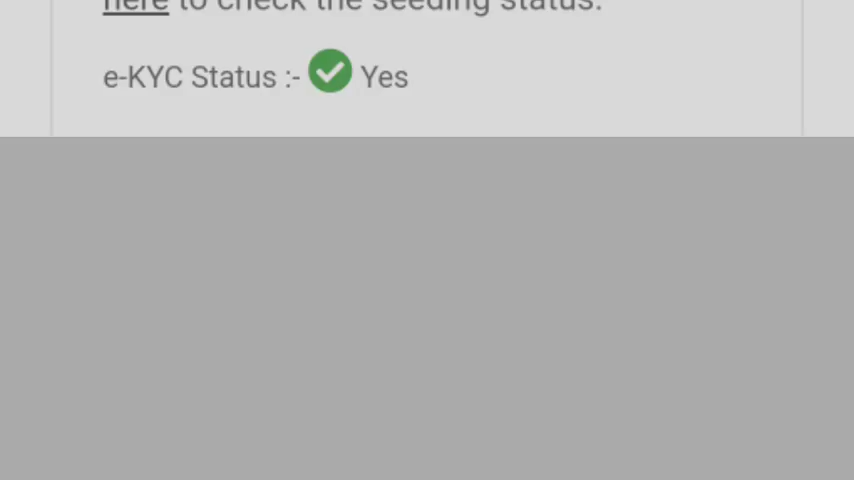 here to check the seeding status.
e-KYC Status :- Yes